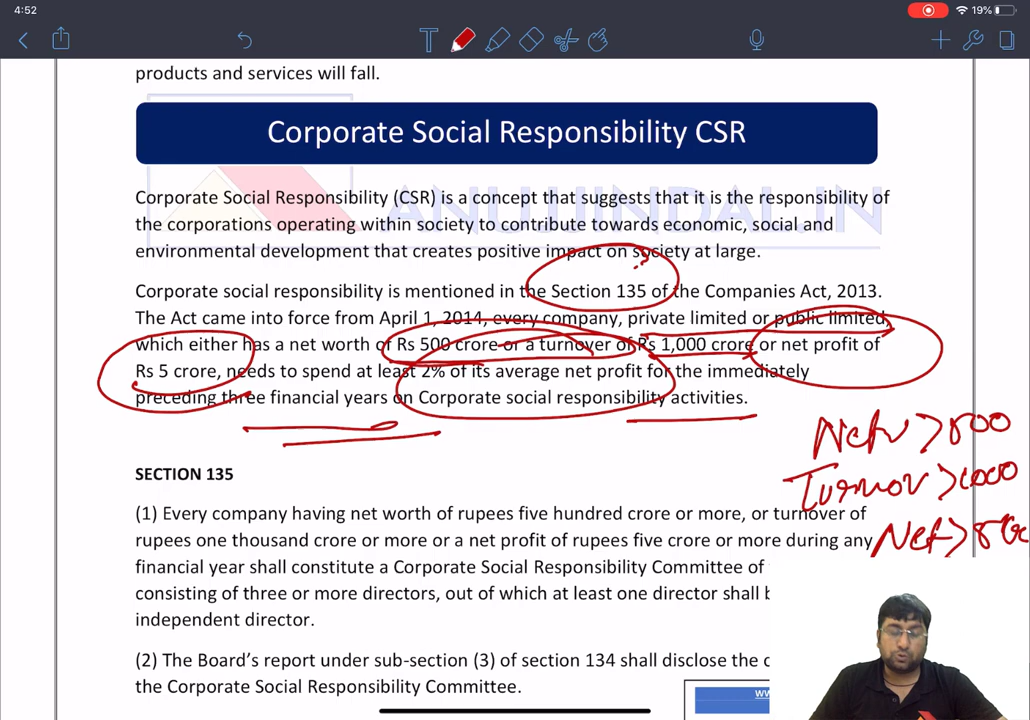 4:52
19%
T
products and services will fall.
Corporate Social Responsibility CSR
ANUJJINDAL.IN
Corporate Social Responsibility (CSR) is a concept that suggests that it is the responsibility of
the corporations operating within society to contribute towards economic, social and
environmental development that creates positive impact on society at large.
Corporate social responsibility is mentioned in the Section 135 of the Companies Act, 2013.
The Act came into force from April 1, 2014, every company, private limited or public limited,
which either has a net worth of Rs 500 crore or a turnover of Rs 1,000 crore or net profit of
Rs 5 crore, needs to spend at least 2% of its average net profit for the immediately
preceding three financial years on Corporate social responsibility activities.
Netw >500
Turnov >1000
Net> 5Cr
SECTION 135
(1) Every company having net worth of rupees five hundred crore or more, or turnover of
rupees one thousand crore or more or a net profit of rupees five crore or more during any
financial year shall constitute a Corporate Social Responsibility Committee of
consisting of three or more directors, out of which at least one director shall b
independent director.
(2) The Board's report under sub-section (3) of section 134 shall disclose the c
the Corporate Social Responsibility Committee.